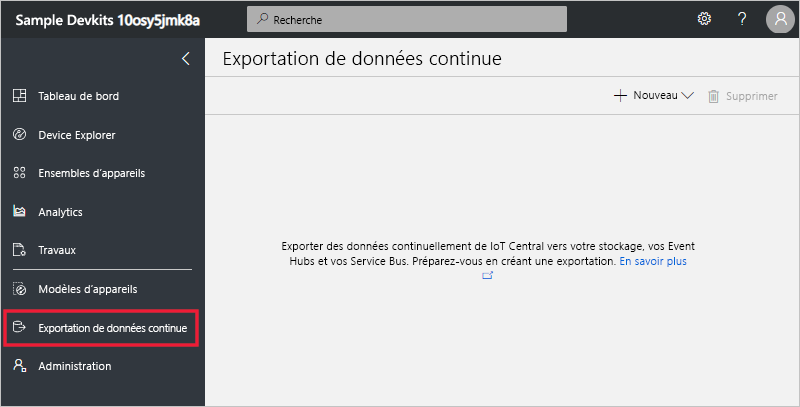 Sample Devkits 10osy5jmk8a
Recherche
?
Exportation de données continue
Nouveau
Supprimer
Tableau de bord
Device Explorer
Ensembles d'appareils
Analytics
Travaux
Modèles d'appareils
Exportation de données continue
Administration
Exporter des données continuellement de IoT Central vers votre stockage, vos Event
Hubs et vos Service Bus. Préparez-vous en créant une exportation. En savoir plus